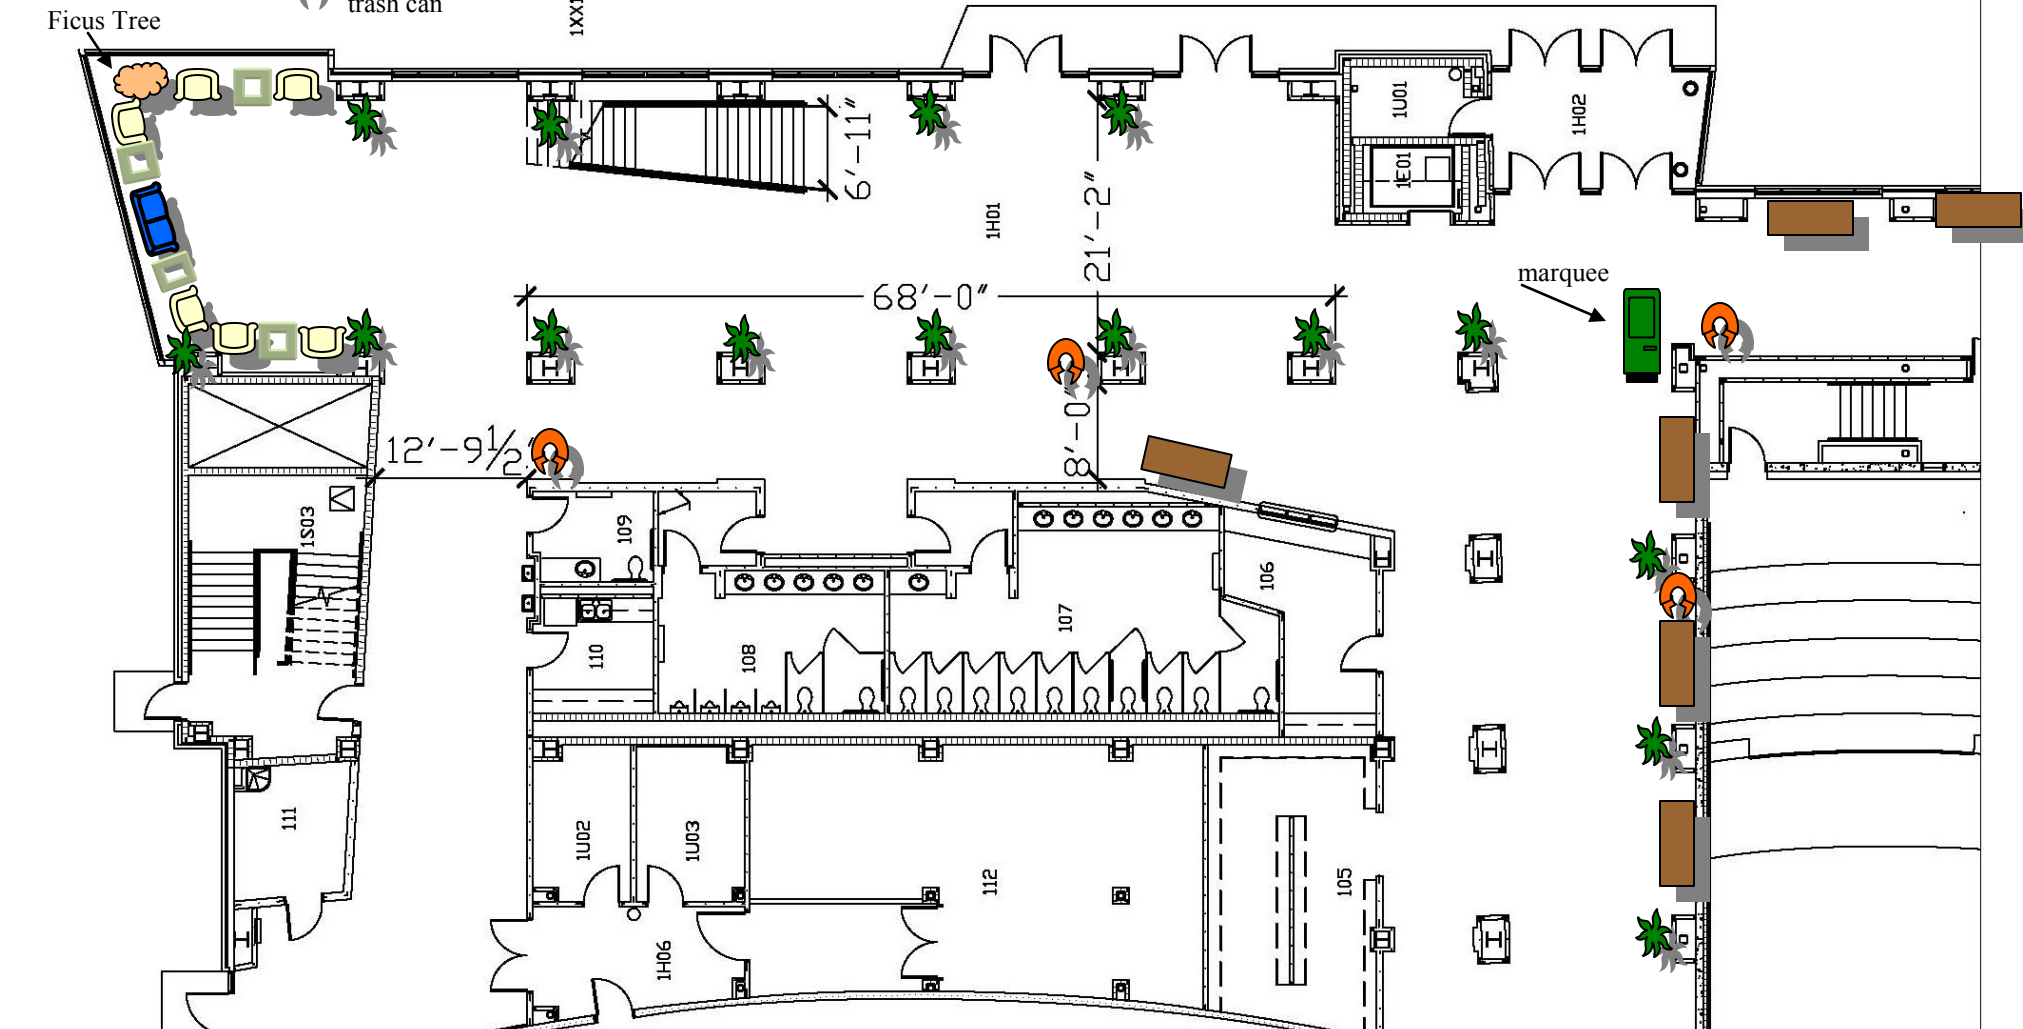 trash can
Ficus Tree
1XX1
6'-11"
1U01
1H02
1E01
1H01
21'-2"
68'-0"
marquee
12'-9½"
8'-0"
1S03
109
106
107
110
108
111
1U02
1U03
112
105
1H06